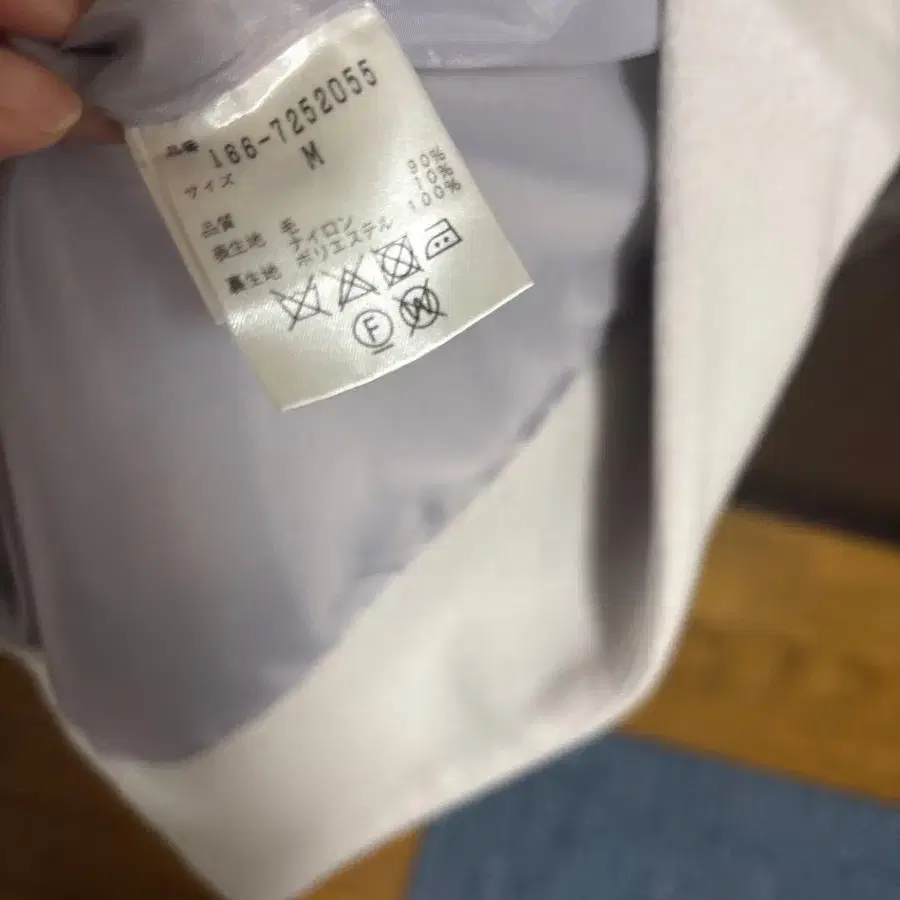 品番 166-7252055
サイズ M
品質
表生地 毛 90%
ナイロン 10%
裏生地 ポリエステル 100%
F W